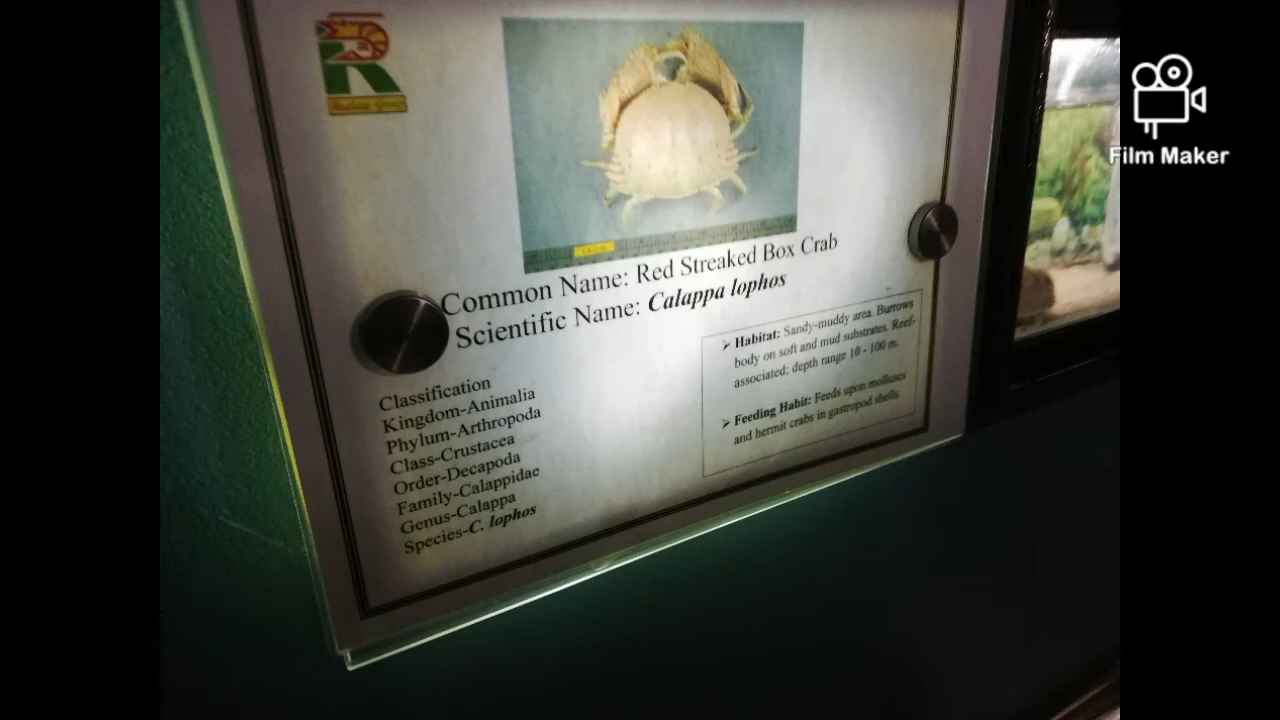 Film Maker
Common Name: Red Streaked Box Crab
Scientific Name: Calappa lophos
Classification
Kingdom-Animalia
Phylum-Arthropoda
Class-Crustacea
Order-Decapoda
Family-Calappidae
Genus-Calappa
Species-C. lophos
➢ Habitat: Sandy-muddy area. Burrows
body on soft and mud substrates. Reef-
associated; depth range 10 - 100 m.
➢ Feeding Habit: Feeds upon molluscs
and hermit crabs in gastropod shells.